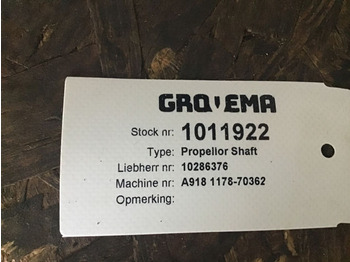 GRO'EMA
Stock nr: 1011922
Type: Propellor Shaft
Liebherr nr: 10286376
Machine nr: A918 1178-70362
Opmerking: